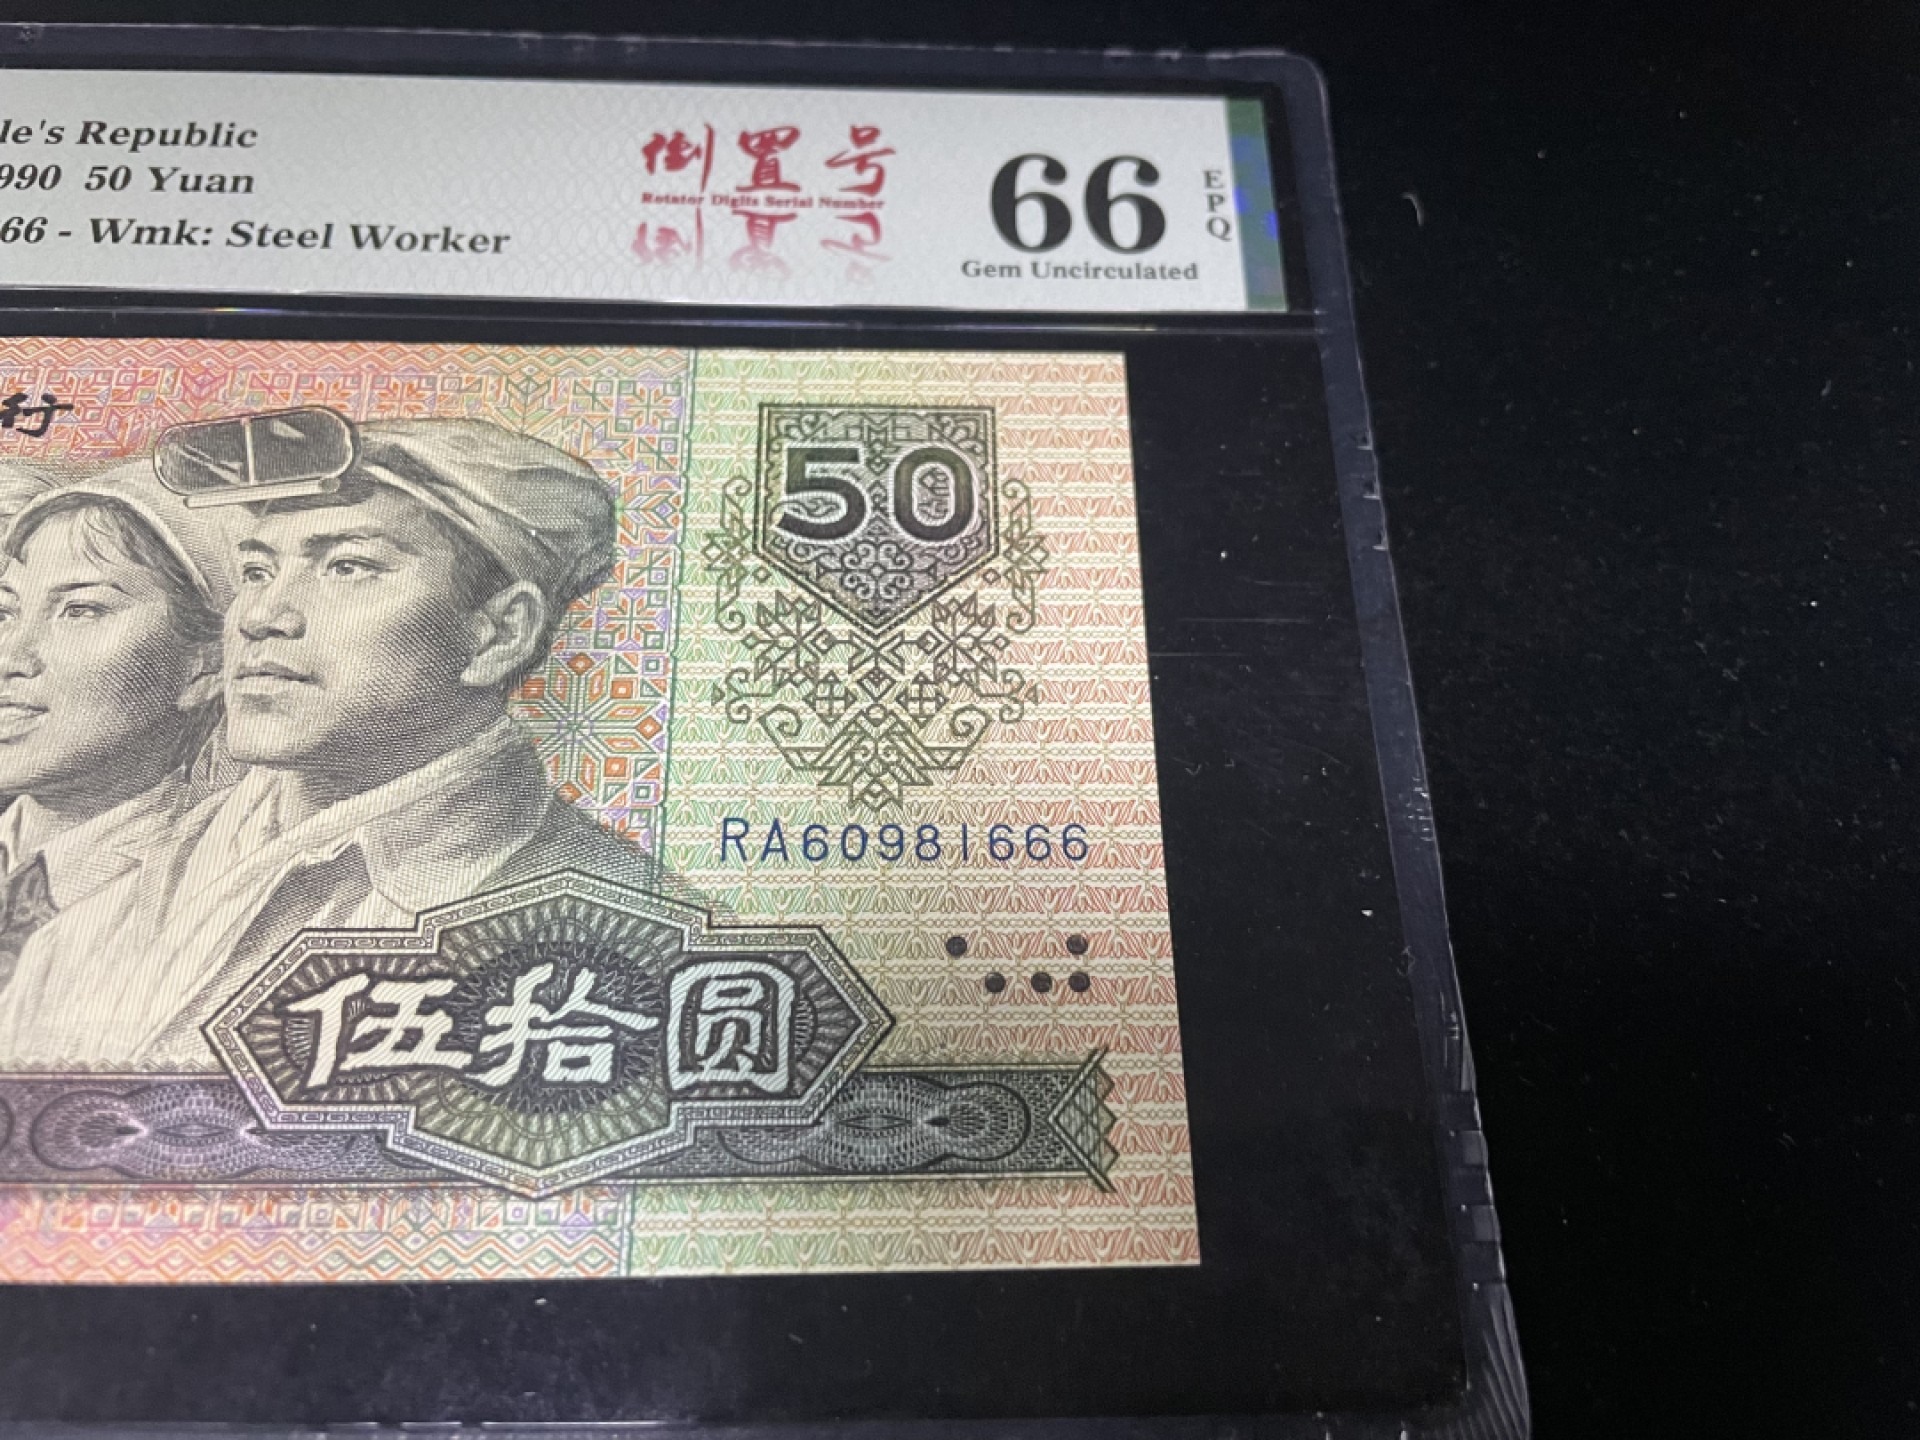 le's Republic
990 50 Yuan
66 - Wmk: Steel Worker
倒置号
Rotator Digits Serial Number
66
Gem Uncirculated
EPQ
行
50
RA60981666
伍拾圆